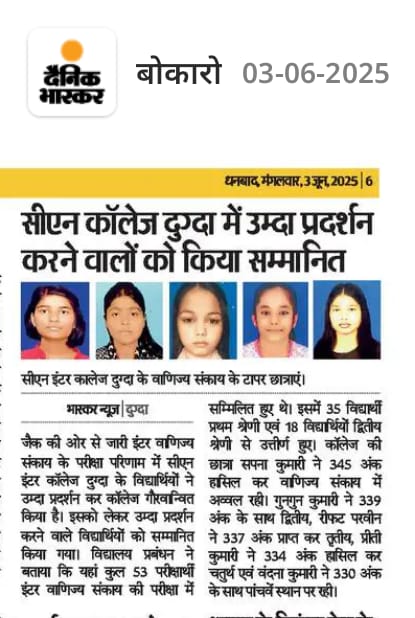 दैनिक
भास्कर
बोकारो 03-06-2025
धनबाद, मंगलवार, 3 जून, 2025 | 6
सीएन कॉलेज दुग्दा में उम्दा प्रदर्शन
करने वालों को किया सम्मानित
सीएन इंटर कालेज दुग्दा के वाणिज्य संकाय के टापर छात्राएं।
भास्कर न्यूज | दुग्दा
जैक की ओर से जारी इंटर वाणिज्य
संकाय के परीक्षा परिणाम में सीएन
इंटर कॉलेज दुग्दा के विद्यार्थियों ने
उम्दा प्रदर्शन कर कॉलेज गौरवान्वित
किया है। इसको लेकर उम्दा प्रदर्शन
करने वाले विद्यार्थियों को सम्मानित
किया गया। विद्यालय प्रबंधन ने
बताया कि यहां कुल 53 परीक्षार्थी
इंटर वाणिज्य संकाय की परीक्षा में
सम्मिलित हुए थे। इसमें 35 विद्यार्थी
प्रथम श्रेणी एवं 18 विद्यार्थियों द्वितीय
श्रेणी से उत्तीर्ण हुए। कॉलेज की
छात्रा सपना कुमारी ने 345 अंक
हासिल कर वाणिज्य संकाय में
अव्वल रही। गुनगुन कुमारी ने 339
अंक के साथ द्वितीय, रीफट परवीन
ने 337 अंक प्राप्त कर तृतीय, प्रीती
कुमारी ने 334 अंक हासिल कर
चतुर्थ एवं वंदना कुमारी ने 330 अंक
के साथ पांचवें स्थान पर रही।